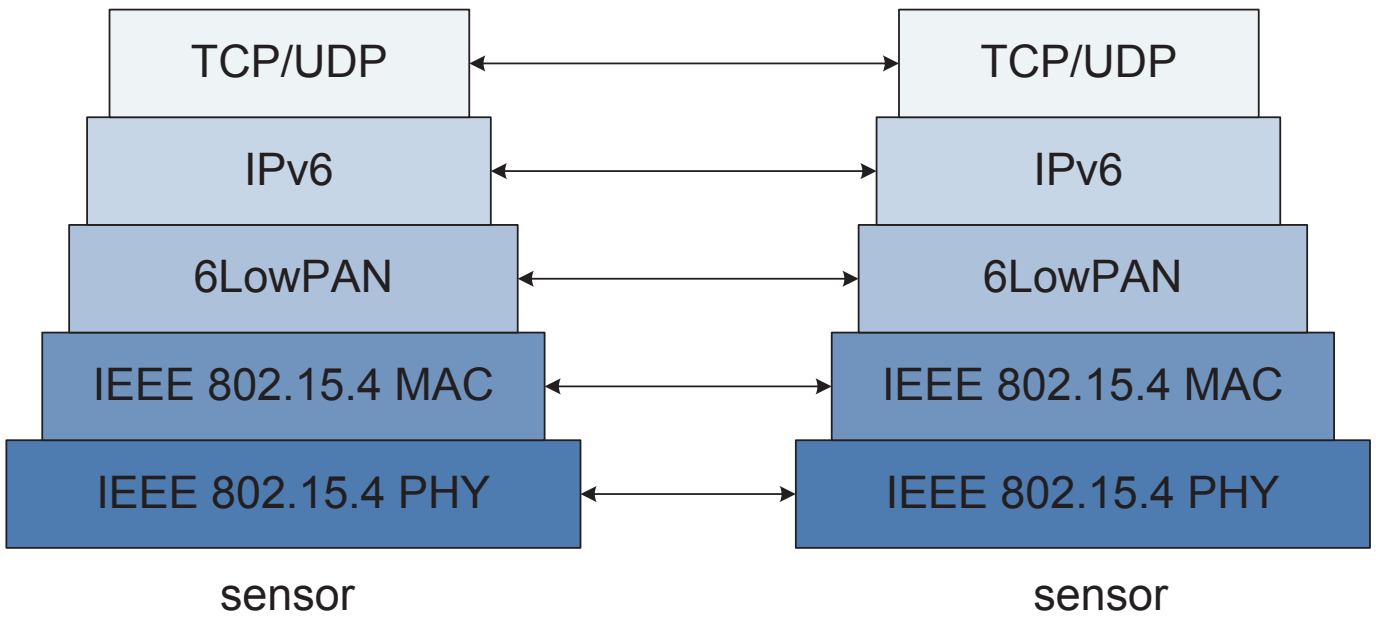 TCP/UDP
TCP/UDP
IPv6
IPv6
6LowPAN
6LowPAN
IEEE 802.15.4 MAC
IEEE 802.15.4 MAC
IEEE 802.15.4 PHY
IEEE 802.15.4 PHY
sensor
sensor